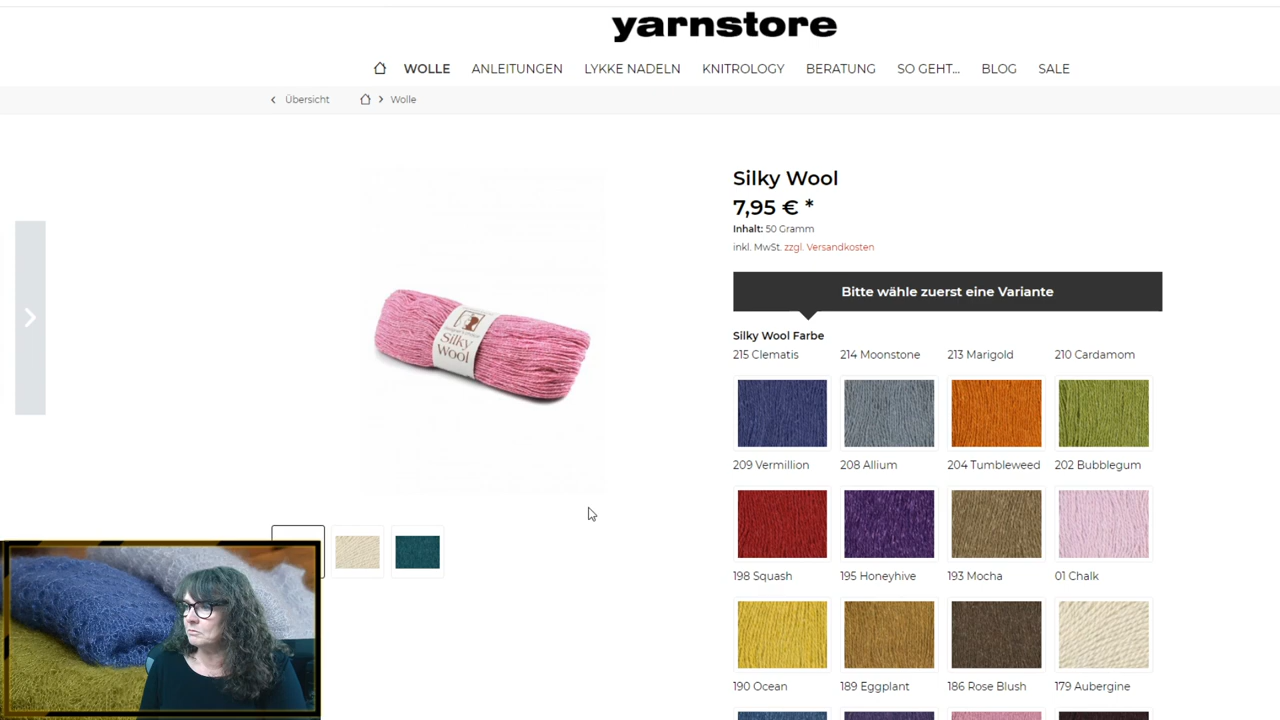 yarnstore
WOLLE ANLEITUNGEN LYKKE NADELN KNITROLOGY BERATUNG SO GEHT... BLOG SALE
Übersicht Wolle
Silky Wool
7,95 € *
Inhalt: 50 Gramm
inkl. MwSt. zzgl. Versandkosten
Bitte wähle zuerst eine Variante
Silky Wool Farbe
215 Clematis 214 Moonstone 213 Marigold 210 Cardamom
209 Vermillion 208 Allium 204 Tumbleweed 202 Bubblegum
198 Squash 195 Honeyhive 193 Mocha 01 Chalk
190 Ocean 189 Eggplant 186 Rose Blush 179 Aubergine
Silky
Wool